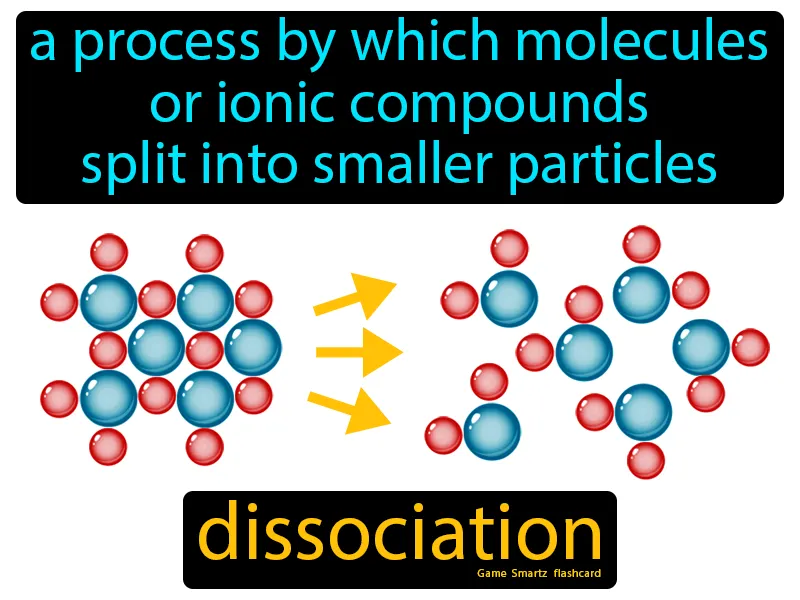 a process by which molecules
or ionic compounds
split into smaller particles
dissociation
Game Smartz flashcard